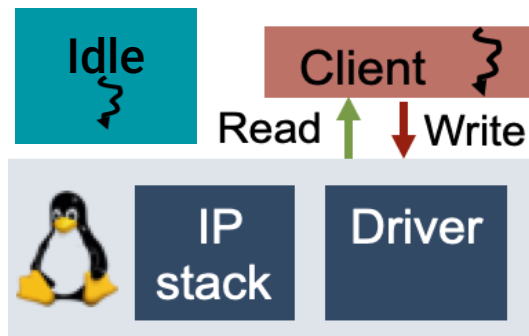 Idle
Client
Read
Write
IP
stack
Driver